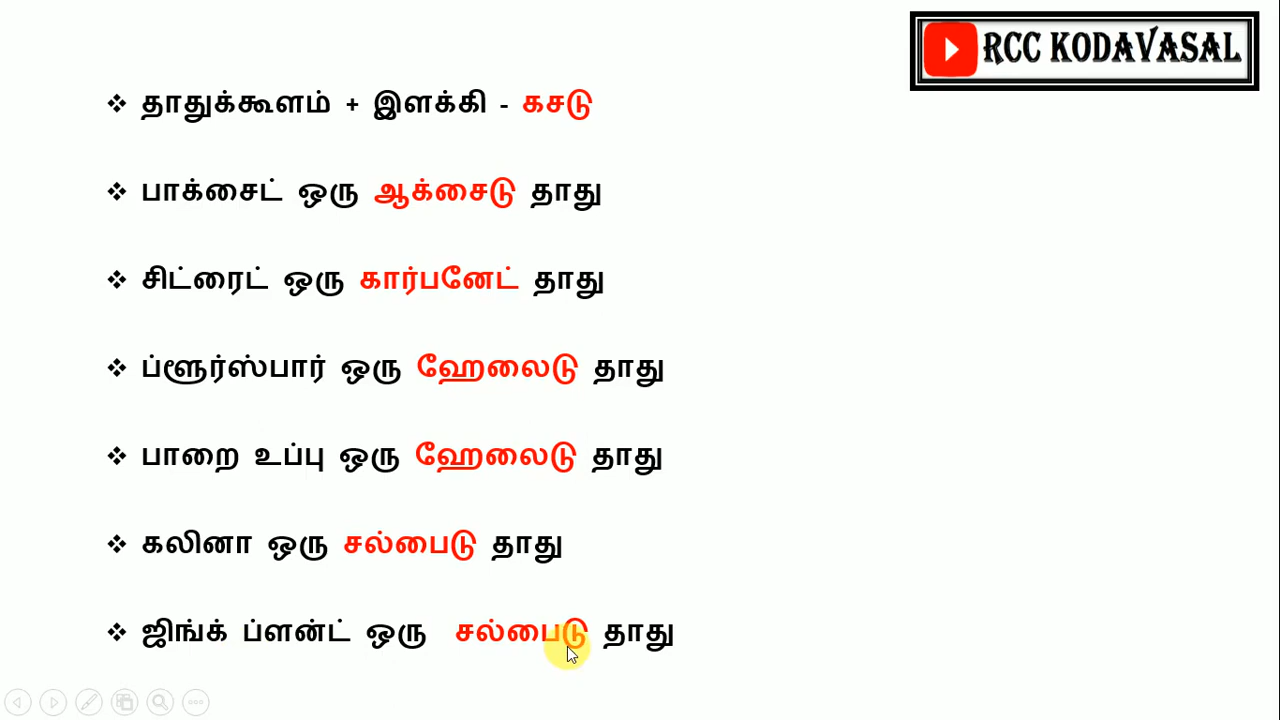 RCC KODAVASAL
❖ தாதுக்கூளம் + இளக்கி - கசடு
❖ பாக்சைட் ஒரு ஆக்சைடு தாது
❖ சிட்ரைட் ஒரு கார்பனேட் தாது
❖ ப்ளூர்ஸ்பார் ஒரு ஹேலைடு தாது
❖ பாறை உப்பு ஒரு ஹேலைடு தாது
❖ கலினா ஒரு சல்பைடு தாது
❖ ஜிங்க் ப்ளன்ட் ஒரு சல்பைடு தாது